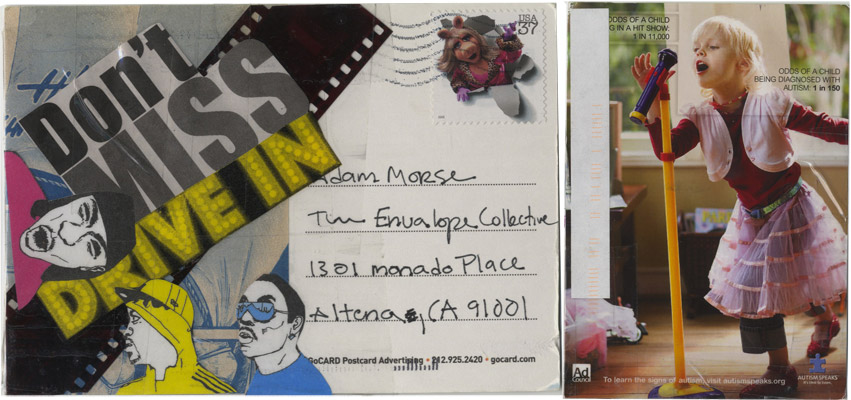 Don't
MISS
DRIVE IN
USA
37
Adam Morse
The Envalope Collective
1301 monado Place
Altena, CA 91001
GoCARD Postcard Advertising • 212.925.2420 • gocard.com
ODDS OF A CHILD
G IN A HIT SHOW:
1 IN 11,000
ODDS OF A CHILD
BEING DIAGNOSED WITH
AUTISM: 1 in 150
Ad
COUNCIL
To learn the signs of autism, visit autismspeaks.org
AUTISM SPEAKS